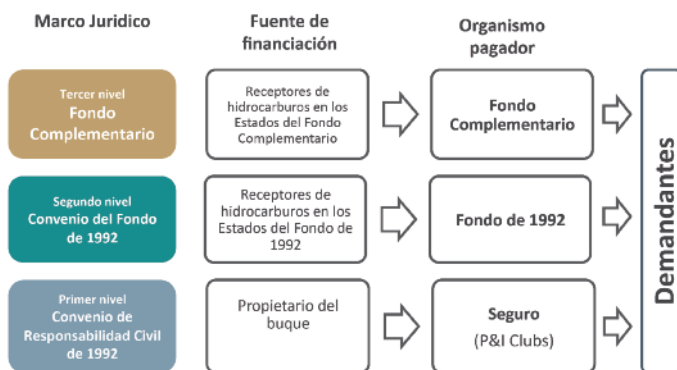 Marco Juridico
Fuente de
financiación
Organismo
pagador
Tercer nivel
Fondo
Complementario
Receptores de
hidrocarburos en los
Estados del Fondo
Complementario
Fondo
Complementario
Segundo nivel
Convenio del Fondo
de 1992
Receptores de
hidrocarburos en los
Estados del Fondo de
1992
Fondo de 1992
Primer nivel
Convenio de
Responsabilidad Civil
de 1992
Propietario del
buque
Seguro
(P&I Clubs)
Demandantes